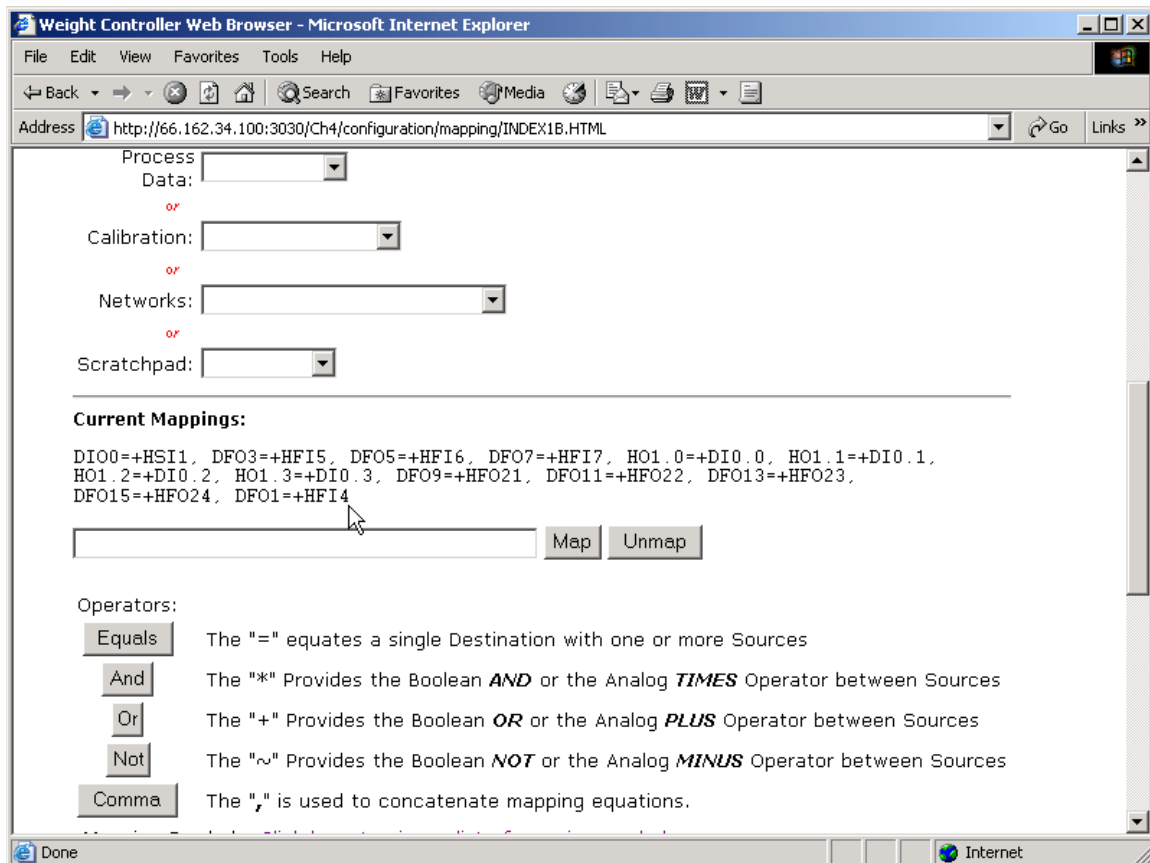 Weight Controller Web Browser - Microsoft Internet Explorer
File Edit View Favorites Tools Help
Back Search Favorites Media
Address http://66.162.34.100:3030/Ch4/configuration/mapping/INDEX1B.HTML Go Links »
Process
Data:
or
Calibration:
or
Networks:
or
Scratchpad:
Current Mappings:
DIO0=+HSI1, DFO3=+HFI5, DFO5=+HFI6, DFO7=+HFI7, HO1.0=+DI0.0, HO1.1=+DI0.1,
HO1.2=+DI0.2, HO1.3=+DI0.3, DFO9=+HFO21, DFO11=+HFO22, DFO13=+HFO23,
DFO15=+HFO24, DFO1=+HFI4
Map Unmap
Operators:
Equals The "=" equates a single Destination with one or more Sources
And The "*" Provides the Boolean AND or the Analog TIMES Operator between Sources
Or The "+" Provides the Boolean OR or the Analog PLUS Operator between Sources
Not The "~" Provides the Boolean NOT or the Analog MINUS Operator between Sources
Comma The "," is used to concatenate mapping equations.
Done Internet